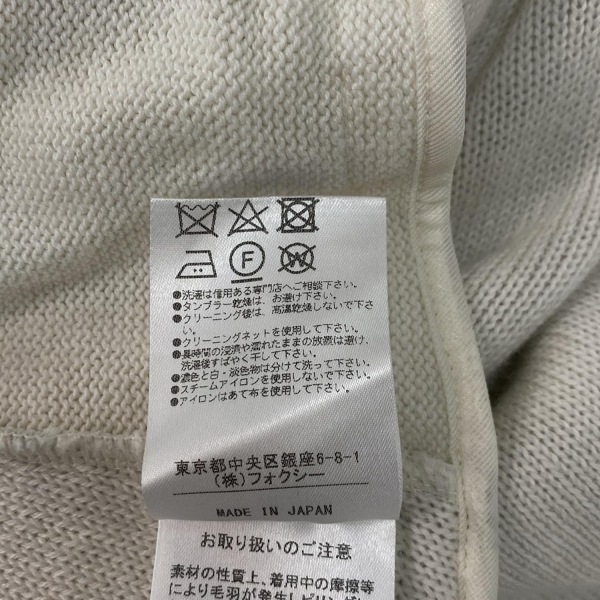 F
W
●洗濯は信用ある専門店へご相談下さい。
●タンブラー乾燥は、お避け下さい。
●クリーニング後は、高温乾燥しないで下さい。
●クリーニングネットを使用して下さい。
●長時間の浸漬や濡れたままの放置は避け、
洗濯後すばやく干して下さい。
●濃色と白・淡色物は分けて洗って下さい。
●スチームアイロンを使用しないで下さい。
●アイロンはあて布を使用して下さい。
東京都中央区銀座6-8-1
(株)フォクシー
MADE IN JAPAN
お取り扱いのご注意
素材の性質上、着用中の摩擦等
により毛羽が発生しピリング